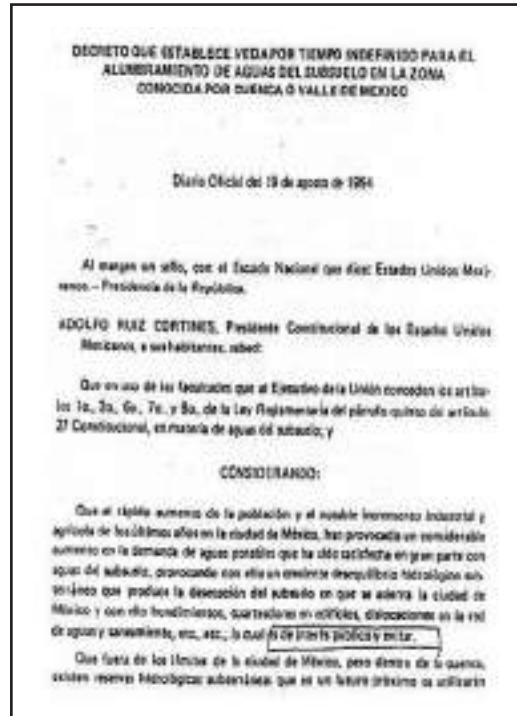 DECRETO QUE ESTABLECE VEDA POR TIEMPO INDEFINIDO PARA EL
ALUMBRAMIENTO DE AGUAS DEL SUBSUELO EN LA ZONA
CONOCIDA POR CUENCA O VALLE DE MEXICO
Diario Oficial del 19 de agosto de 1954
Al margen un sello, con el Escudo Nacional que dice: Estados Unidos Mexi-
canos. — Presidencia de la República.
ADOLFO RUIZ CORTINES, Presidente Constitucional de los Estados Unidos
Mexicanos, a sus habitantes, sabed:
Que en uso de las facultades que al Ejecutivo de la Unión conceden los artícu-
los 1o., 3o., 6o., 7o. y 8o. de la Ley Reglamentaria del párrafo quinto del artículo
27 Constitucional, en materia de aguas del subsuelo; y
CONSIDERANDO:
Que el rápido aumento de la población y el notable incremento industrial y
agrícola de los últimos años en la ciudad de México, han provocado un considerable
aumento en la demanda de aguas potables que ha sido satisfecha en gran parte con
aguas del subsuelo, provocando con ello un creciente desequilibrio hidrológico sub-
terráneo que produce la desecación del subsuelo en que se asienta la ciudad de
México y con ello hundimientos, cuarteaduras en edificios, dislocaciones en la red
de aguas y saneamiento, etc., etc., lo cual es de interés público evitar.
Que fuera de los límites de la ciudad de México, pero dentro de la cuenca,
existen reservas hidrológicas subterráneas que en un futuro próximo se utilizarán